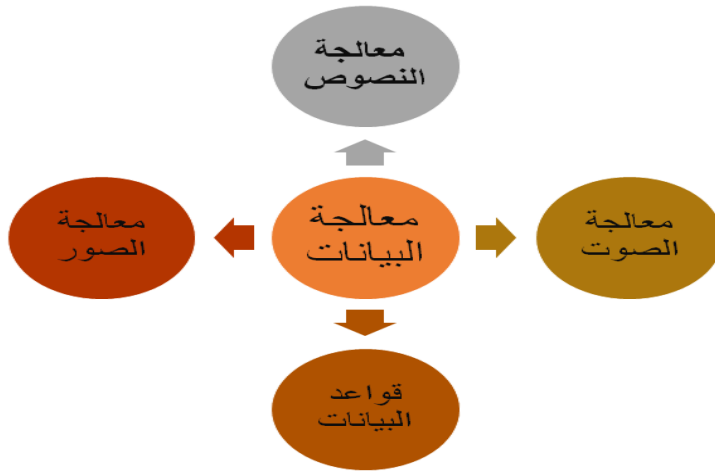 معالجة
النصوص
معالجة
الصوت
معالجة
البيانات
معالجة
الصور
قواعد
البيانات